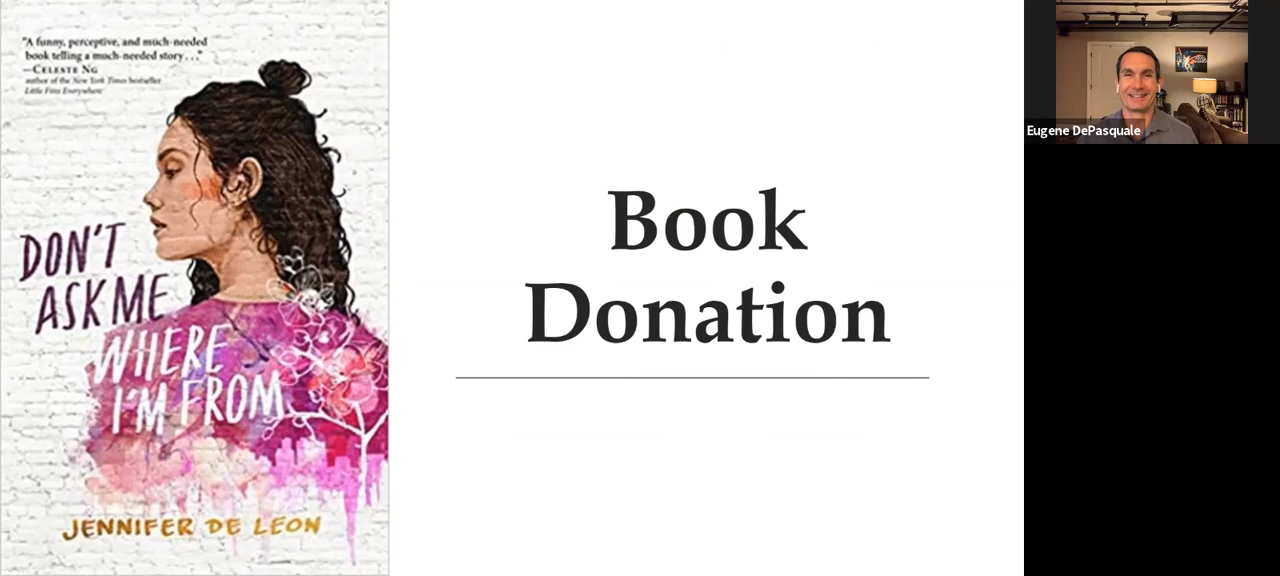 "A funny, perceptive, and much-needed
book telling a much-needed story . . ."
—CELESTE NG
author of the New York Times bestseller
Little Fires Everywhere
DON'T
ASK ME
WHERE
I'M FROM
JENNIFER DE LEON
Book
Donation
Eugene DePasquale